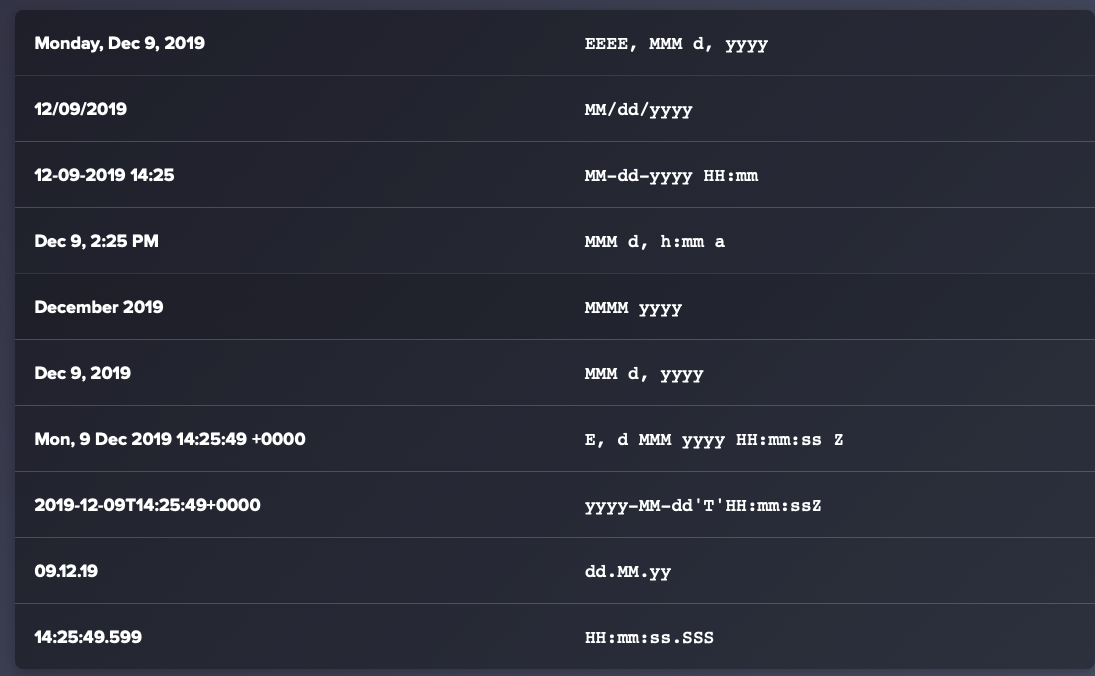 Monday, Dec 9, 2019 EEEE, MMM d, yyyy
12/09/2019 MM/dd/yyyy
12-09-2019 14:25 MM-dd-yyyy HH:mm
Dec 9, 2:25 PM MMM d, h:mm a
December 2019 MMMM yyyy
Dec 9, 2019 MMM d, yyyy
Mon, 9 Dec 2019 14:25:49 +0000 E, d MMM yyyy HH:mm:ss Z
2019-12-09T14:25:49+0000 yyyy-MM-dd'T'HH:mm:ssZ
09.12.19 dd.MM.yy
14:25:49.599 HH:mm:ss.SSS